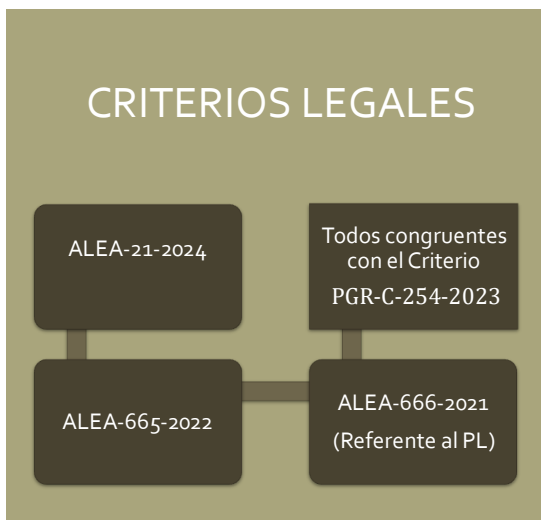 CRITERIOS LEGALES
ALEA-21-2024
ALEA-665-2022
ALEA-666-2021
(Referente al PL)
Todos congruentes
con el Criterio
PGR-C-254-2023